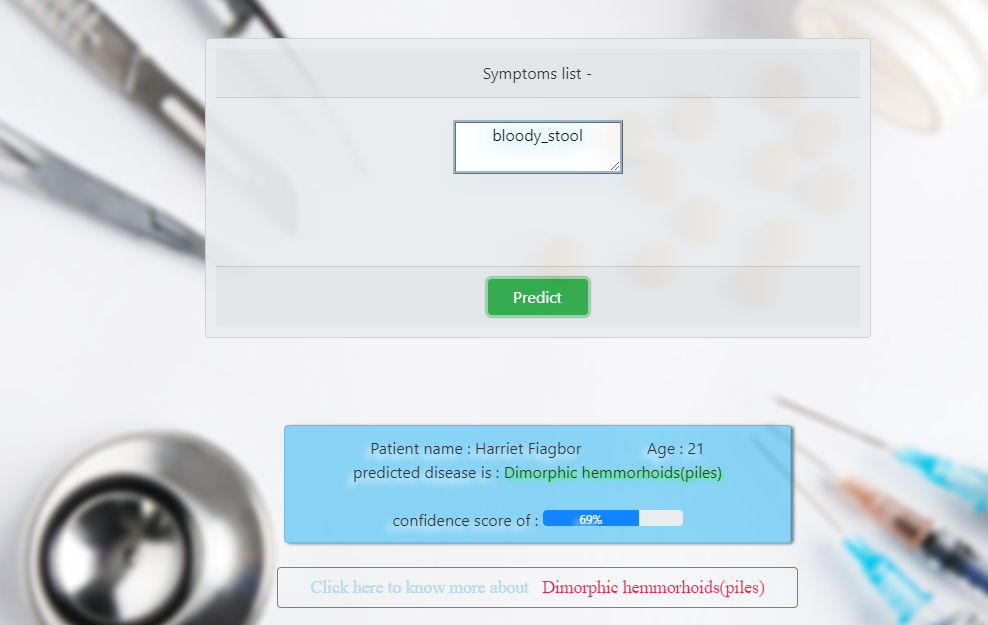 Symptoms list -
bloody_stool
Predict
Patient name : Harriet Fiagbor Age : 21
predicted disease is : Dimorphic hemmorhoids(piles)
confidence score of : 69%
Click here to know more about Dimorphic hemmorhoids(piles)